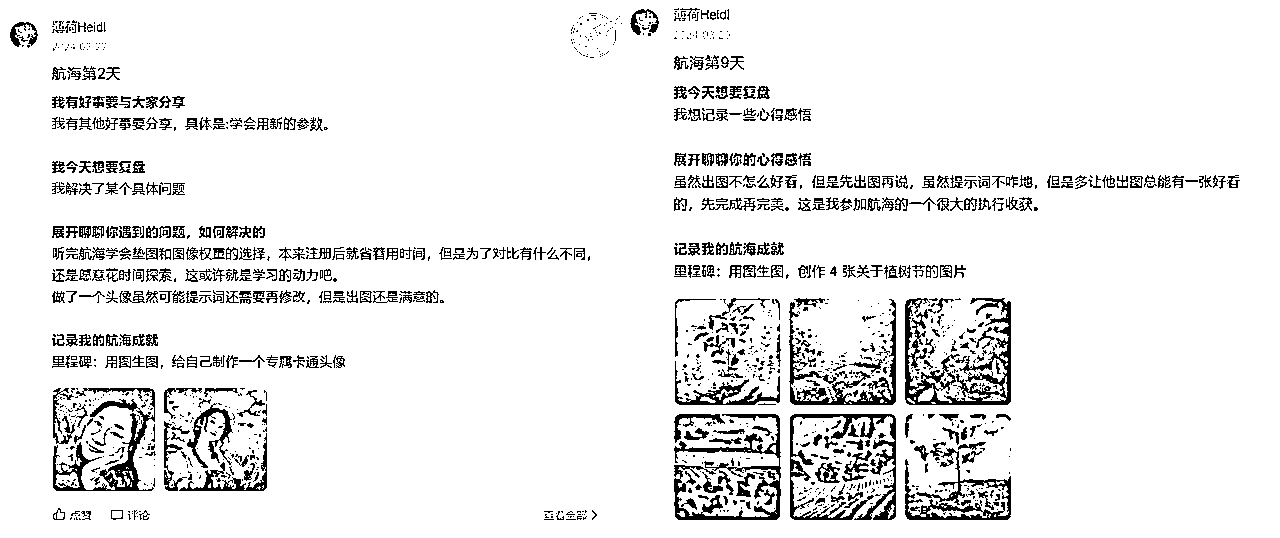 薄荷Heidi
航海第2天
我有好事要与大家分享
我有其他好事要分享，具体是:学会用新的参数。
我今天想要复盘
我解决了某个具体问题
展开聊聊你遇到的问题，如何解决的
听完航海学会垫图和图像权重的选择，本来注册后就省着用时间，但是为了对比有什么不同，
还是愿意花时间探索，这或许就是学习的动力吧。
做了一个头像虽然可能提示词还需要再修改，但是出图还是满意的。
记录我的航海成就
里程碑：用图生图，给自己制作一个专属卡通头像
点赞 评论 查看全部
薄荷Heidi
航海第9天
我今天想要复盘
我想记录一些心得感悟
展开聊聊你的心得感悟
虽然出图不怎么好看，但是先出图再说，虽然提示词不咋地，但是多让他出图总能有一张好看
的，先完成再完美。这是我参加航海的一个很大的执行收获。
记录我的航海成就
里程碑：用图生图，创作 4 张关于植树节的图片